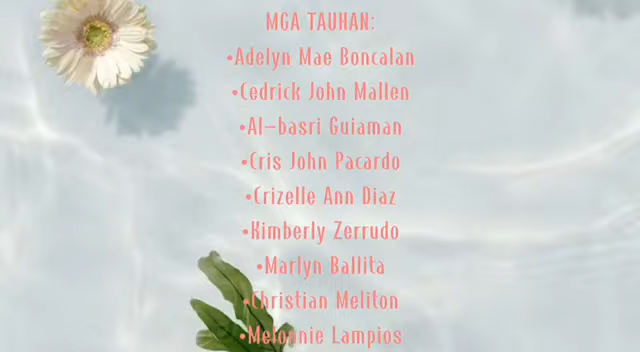 MGA TAUHAN:
•Adelyn Mae Boncalan
•Cedrick John Mallen
•Al-basri Guiaman
•Cris John Pacardo
•Crizelle Ann Diaz
•Kimberly Zerrudo
•Marlyn Ballita
•Christian Meliton
•Melonnie Lampios